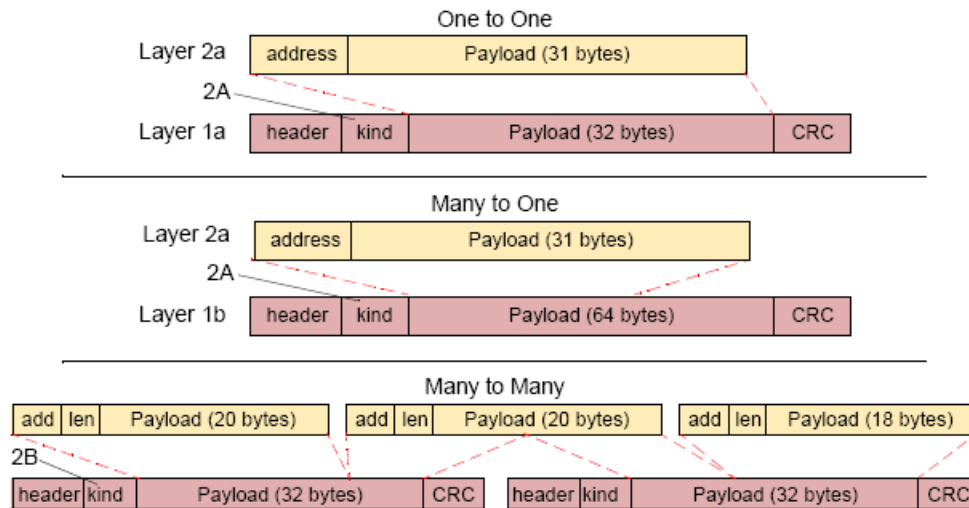 One to One
Layer 2a address Payload (31 bytes)
2A
Layer 1a header kind Payload (32 bytes) CRC
Many to One
Layer 2a address Payload (31 bytes)
2A
Layer 1b header kind Payload (64 bytes) CRC
Many to Many
add len Payload (20 bytes) add len Payload (20 bytes) add len Payload (18 bytes)
2B
header kind Payload (32 bytes) CRC header kind Payload (32 bytes) CRC